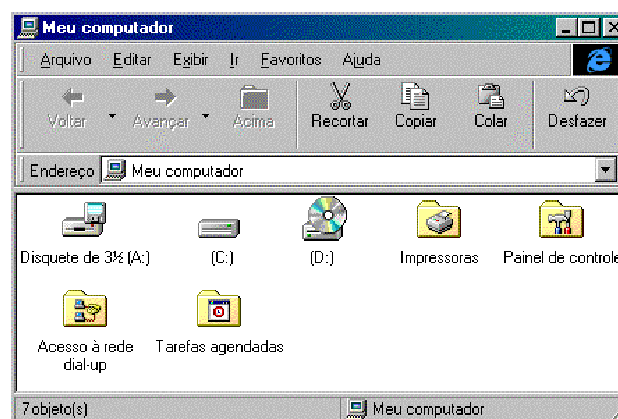 Meu computador
Arquivo Editar Exibir Ir Favoritos Ajuda
Voltar Avançar Acima Recortar Copiar Colar Desfazer
Endereço Meu computador
Disquete de 3½ (A:) (C:) (D:) Impressoras Painel de controle
Acesso à rede Tarefas agendadas
dial-up
7 objeto(s) Meu computador